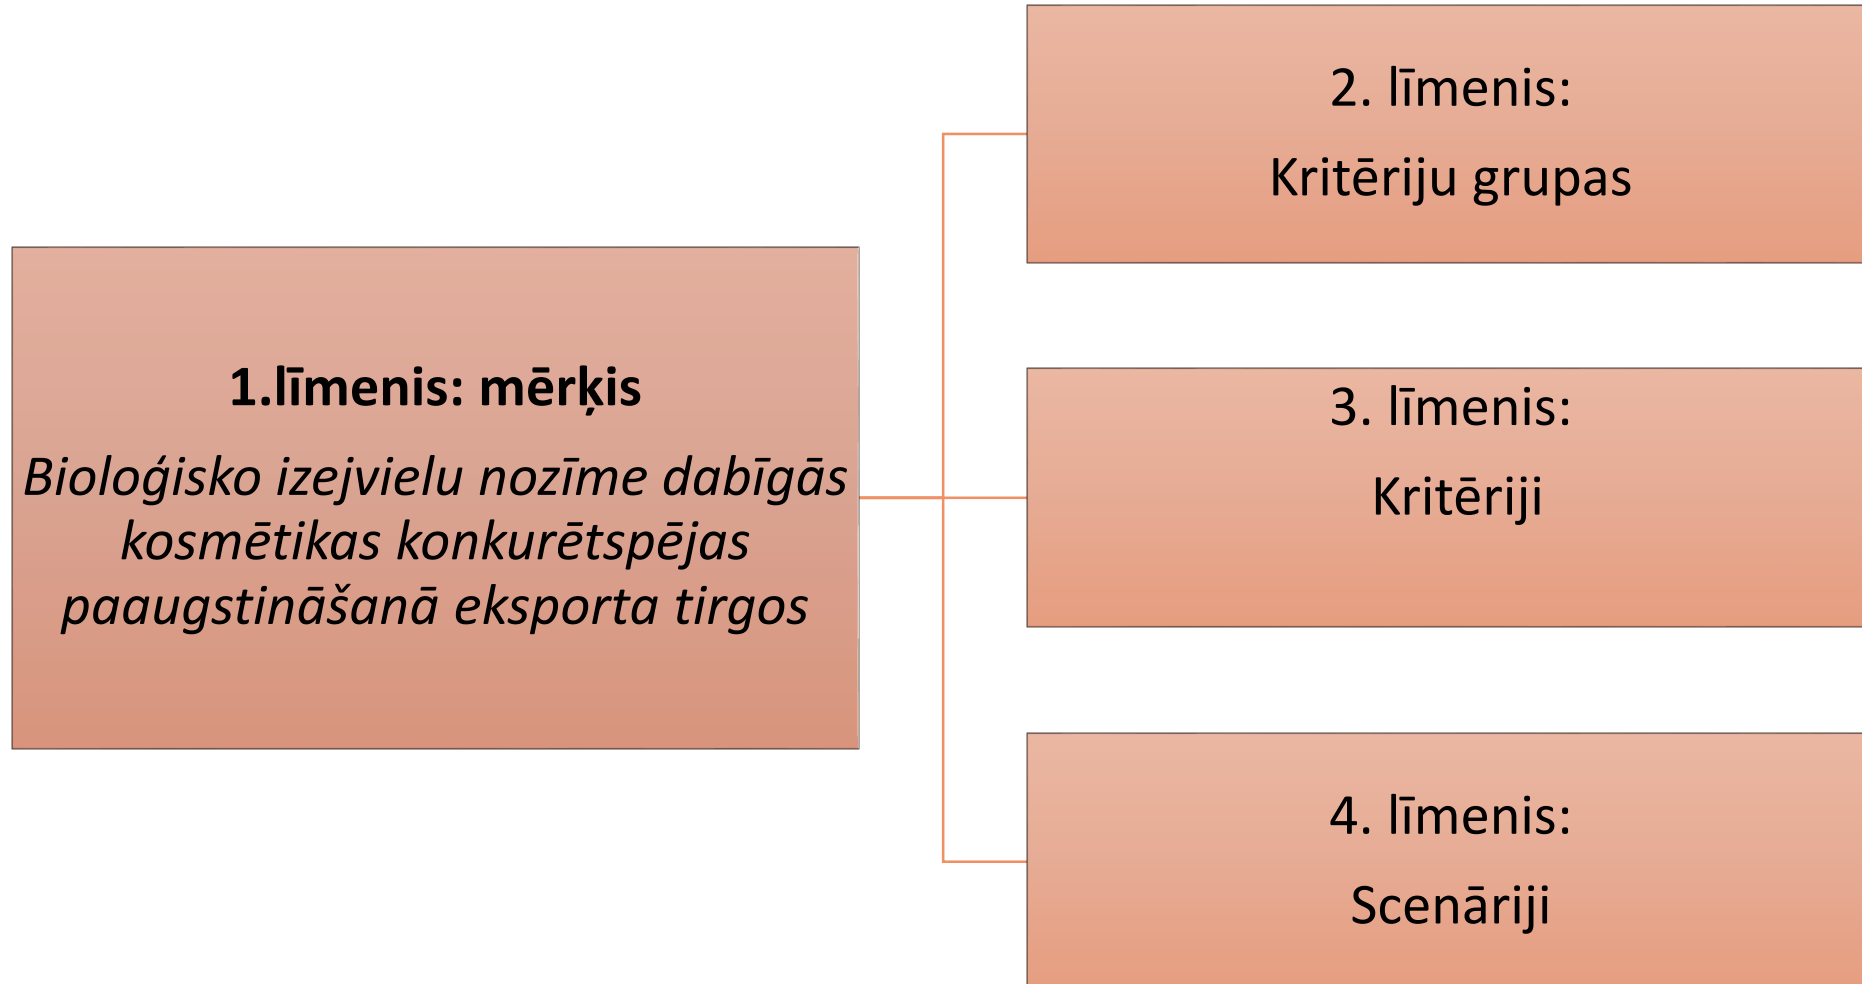 1.līmenis: mērķis
Bioloģisko izejvielu nozīme dabīgās
kosmētikas konkurētspējas
paaugstināšanā eksporta tirgos
2. līmenis:
Kritēriju grupas
3. līmenis:
Kritēriji
4. līmenis:
Scenāriji